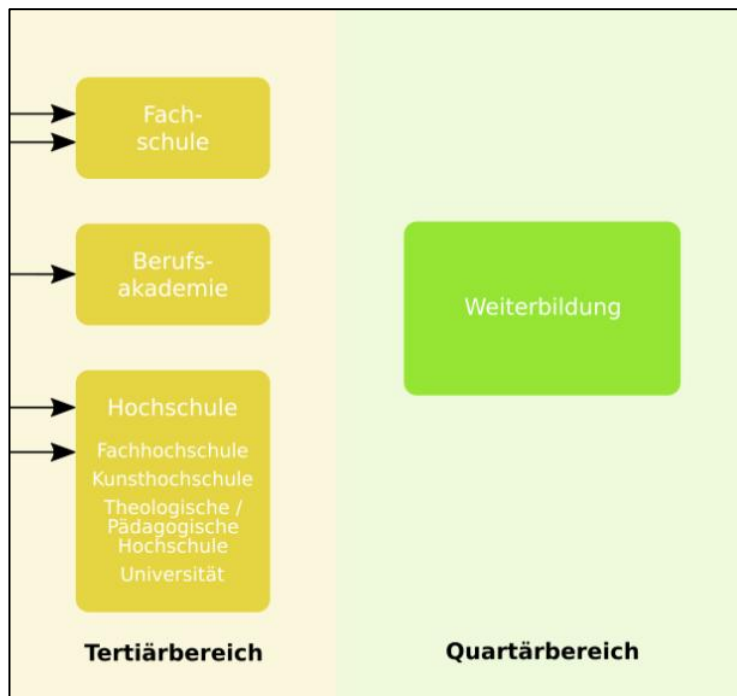 Fach-
schule
Berufs-
akademie
Hochschule
Fachhochschule
Kunsthochschule
Theologische /
Pädagogische
Hochschule
Universität
Tertiärbereich
Weiterbildung
Quartärbereich